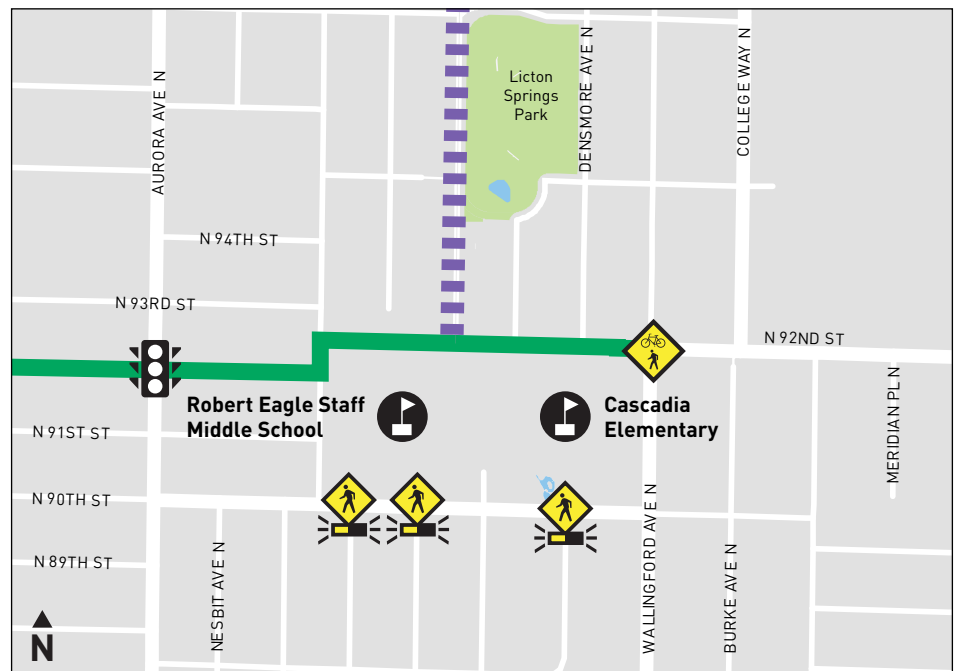 Licton
Springs
Park
AURORA AVE N
DENSMORE AVE N
COLLEGE WAY N
N 94TH ST
N 93RD ST
N 92ND ST
Robert Eagle Staff
Middle School
Cascadia
Elementary
N 91ST ST
MERIDIAN PL N
N 90TH ST
N 89TH ST
NESBIT AVE N
WALLINGFORD AVE N
BURKE AVE N
N